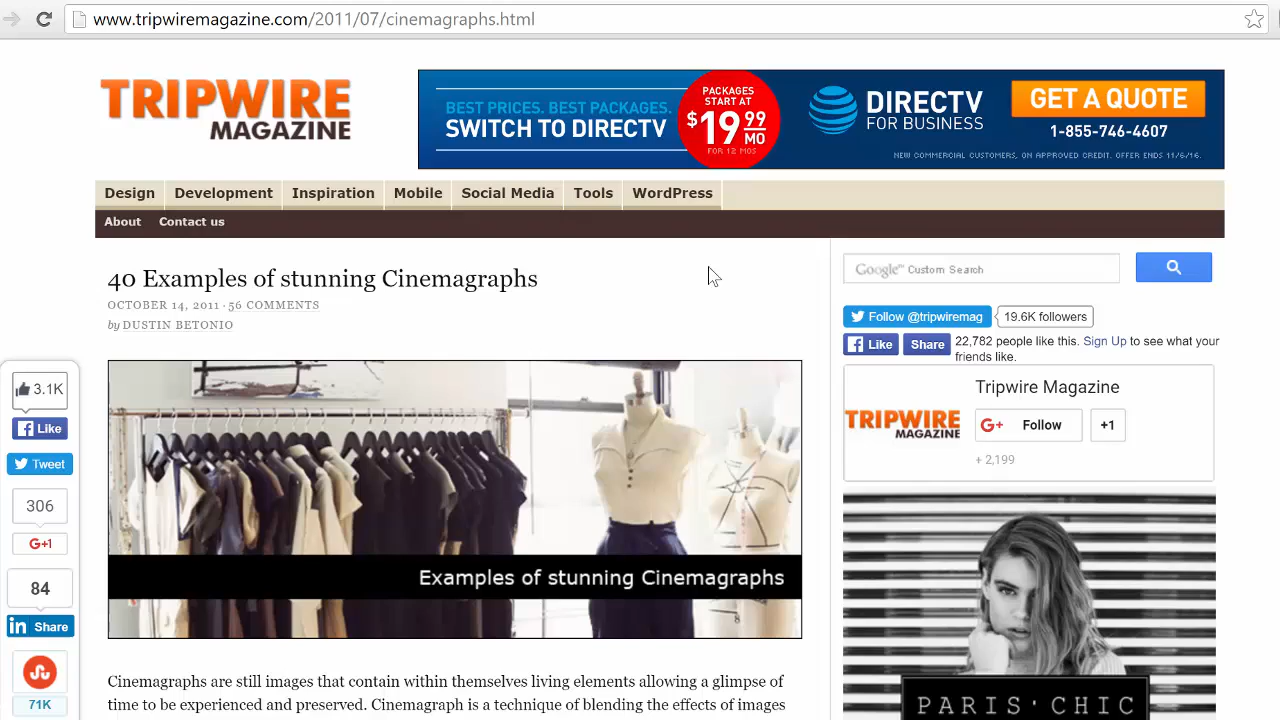 www.tripwiremagazine.com/2011/07/cinemagraphs.html
TRIPWIRE
MAGAZINE
BEST PRICES. BEST PACKAGES.
SWITCH TO DIRECTV
PACKAGES
START AT
$19.99
MO
FOR 12 MOS
DIRECTV
FOR BUSINESS
GET A QUOTE
1-855-746-4607
NEW COMMERCIAL CUSTOMERS, ON APPROVED CREDIT. OFFER ENDS 11/6/16.
Design Development Inspiration Mobile Social Media Tools WordPress
About Contact us
40 Examples of stunning Cinemagraphs
OCTOBER 14, 2011 · 56 COMMENTS
by DUSTIN BETONIO
Examples of stunning Cinemagraphs
Cinemagraphs are still images that contain within themselves living elements allowing a glimpse of
time to be experienced and preserved. Cinemagraph is a technique of blending the effects of images
3.1K
Like
Tweet
306
G+1
84
in Share
71K
Google™ Custom Search
Follow @tripwiremag 19.6K followers
Like Share 22,782 people like this. Sign Up to see what your
friends like.
Tripwire Magazine
TRIPWIRE
MAGAZINE
G+ Follow +1
+ 2,199
PARIS' CHIC